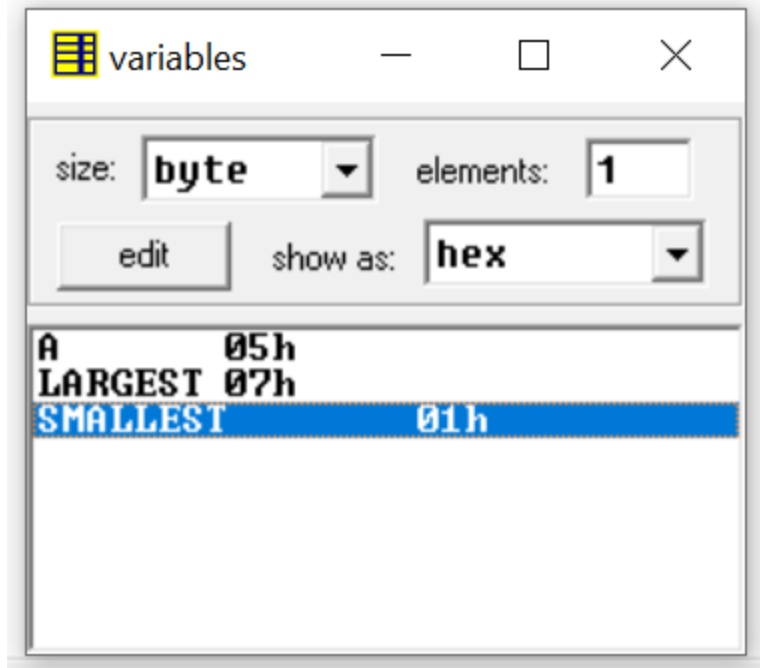 variables
size: byte elements: 1
edit show as: hex
A 05h
LARGEST 07h
SMALLEST 01h